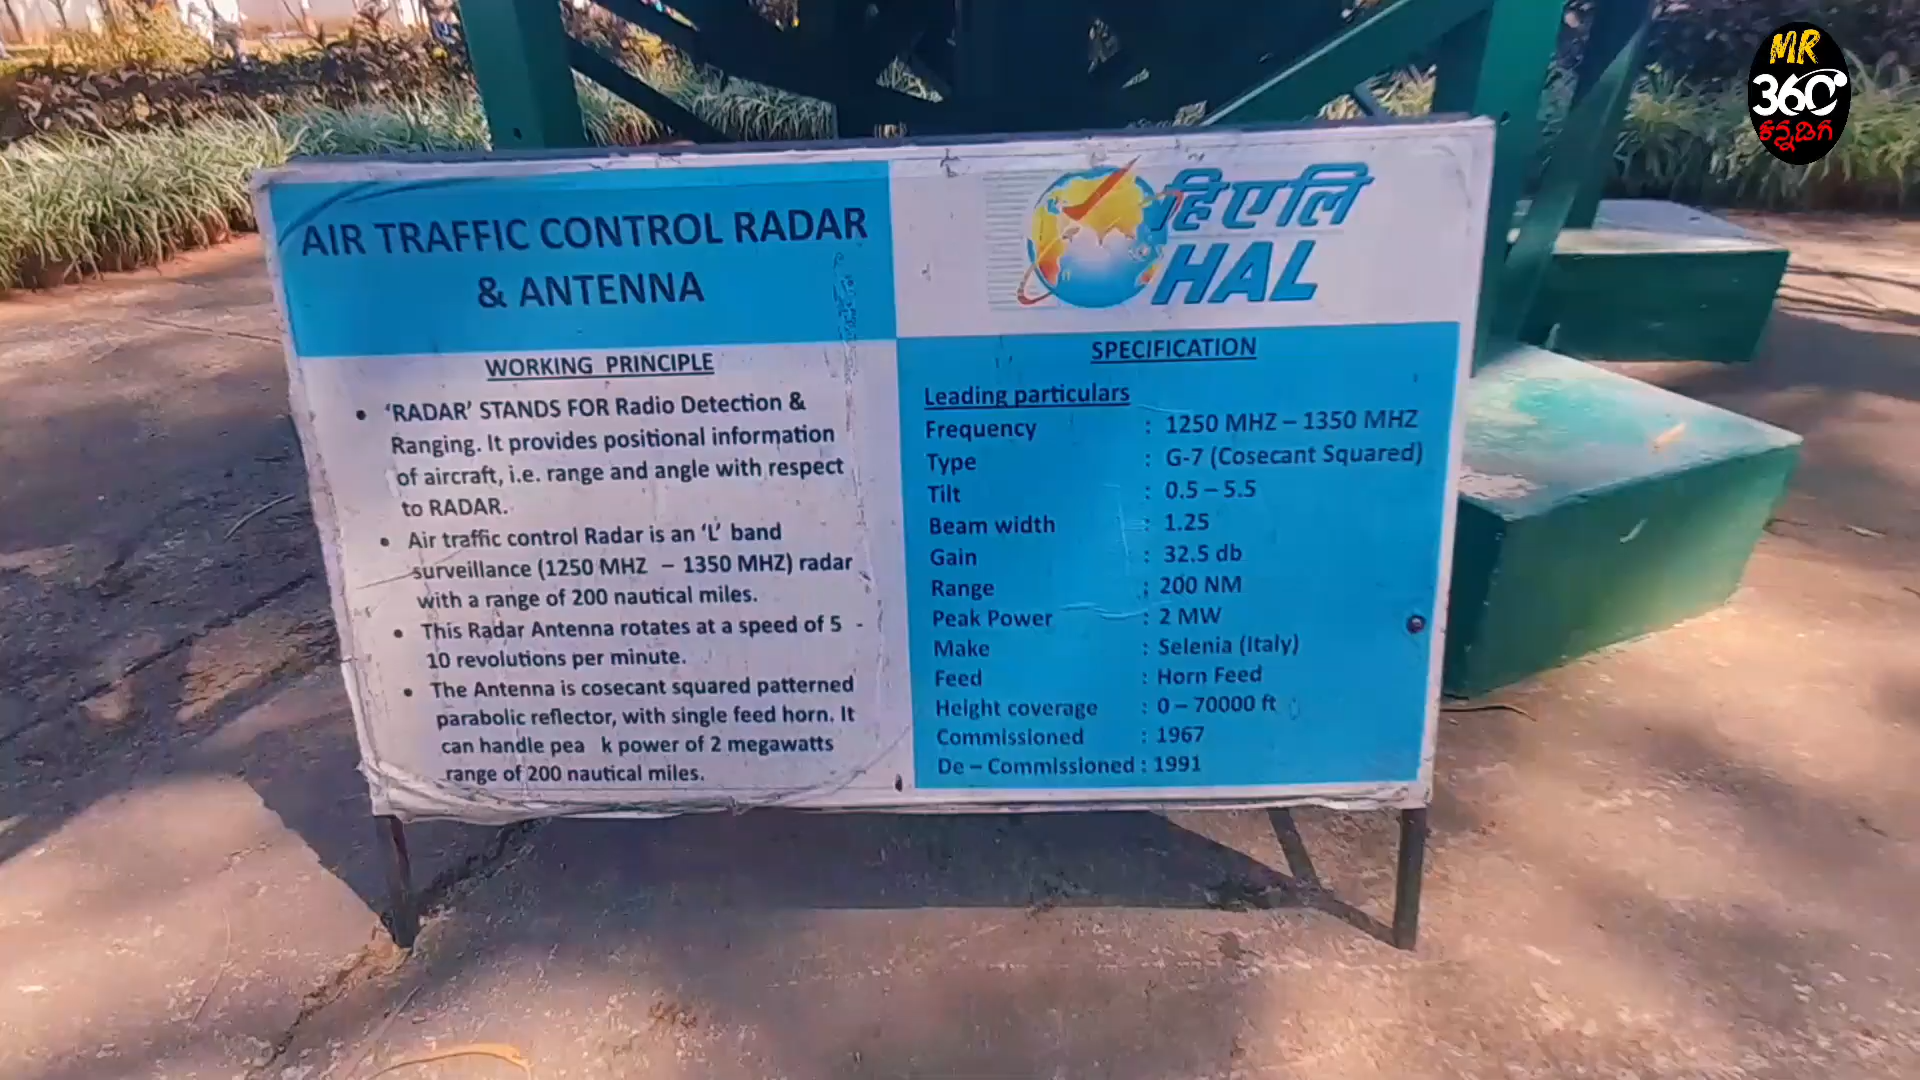 MR
360
ಕನ್ನಡಿಗ
AIR TRAFFIC CONTROL RADAR
& ANTENNA
हिएलि
HAL
WORKING PRINCIPLE
• ‘RADAR’ STANDS FOR Radio Detection &
Ranging. It provides positional information
of aircraft, i.e. range and angle with respect
to RADAR.
• Air traffic control Radar is an ‘L’ band
surveillance (1250 MHZ – 1350 MHZ) radar
with a range of 200 nautical miles.
• This Radar Antenna rotates at a speed of 5 -
10 revolutions per minute.
• The Antenna is cosecant squared patterned
parabolic reflector, with single feed horn. It
can handle pea k power of 2 megawatts
range of 200 nautical miles.
SPECIFICATION
Leading particulars
Frequency : 1250 MHZ – 1350 MHZ
Type : G-7 (Cosecant Squared)
Tilt : 0.5 – 5.5
Beam width : 1.25
Gain : 32.5 db
Range : 200 NM
Peak Power : 2 MW
Make : Selenia (Italy)
Feed : Horn Feed
Height coverage : 0 – 70000 ft
Commissioned : 1967
De – Commissioned : 1991